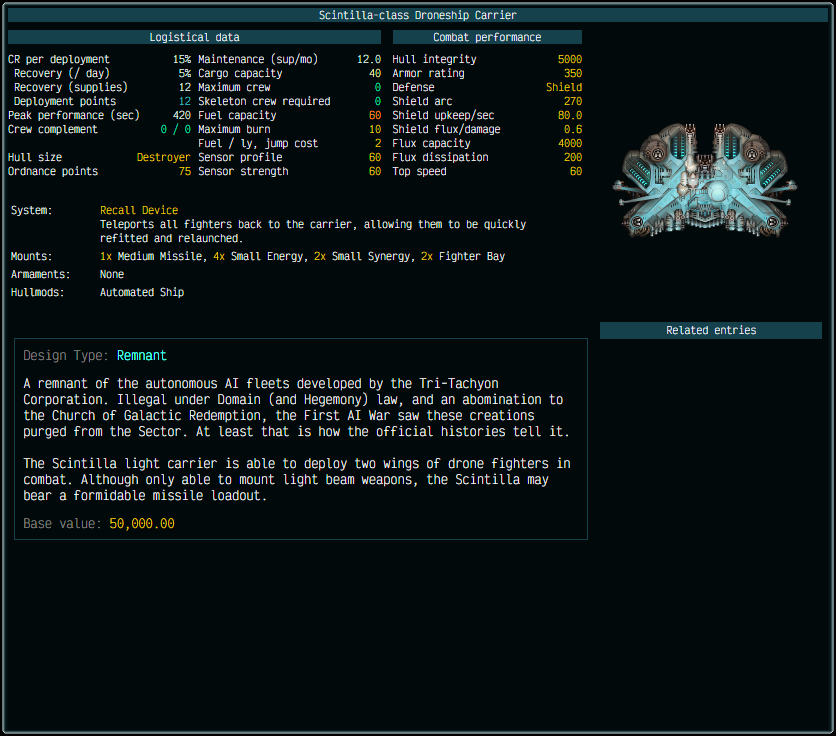 Scintilla-class Droneship Carrier
Logistical data
Combat performance
CR per deployment 15% Maintenance (sup/mo) 12.0 Hull integrity 5000
Recovery (/ day) 5% Cargo capacity 40 Armor rating 350
Recovery (supplies) 12 Maximum crew 0 Defense Shield
Deployment points 12 Skeleton crew required 0 Shield arc 270
Peak performance (sec) 420 Fuel capacity 60 Shield upkeep/sec 80.0
Crew complement 0 / 0 Maximum burn 10 Shield flux/damage 0.6
Fuel / ly, jump cost 2 Flux capacity 4000
Hull size Destroyer Sensor profile 60 Flux dissipation 200
Ordnance points 75 Sensor strength 60 Top speed 60
System: Recall Device
Teleports all fighters back to the carrier, allowing them to be quickly
refitted and relaunched.
Mounts: 1x Medium Missile, 4x Small Energy, 2x Small Synergy, 2x Fighter Bay
Armaments: None
Hullmods: Automated Ship
Related entries
Design Type: Remnant
A remnant of the autonomous AI fleets developed by the Tri-Tachyon
Corporation. Illegal under Domain (and Hegemony) law, and an abomination to
the Church of Galactic Redemption, the First AI War saw these creations
purged from the Sector. At least that is how the official histories tell it.
The Scintilla light carrier is able to deploy two wings of drone fighters in
combat. Although only able to mount light beam weapons, the Scintilla may
bear a formidable missile loadout.
Base value: 50,000.00